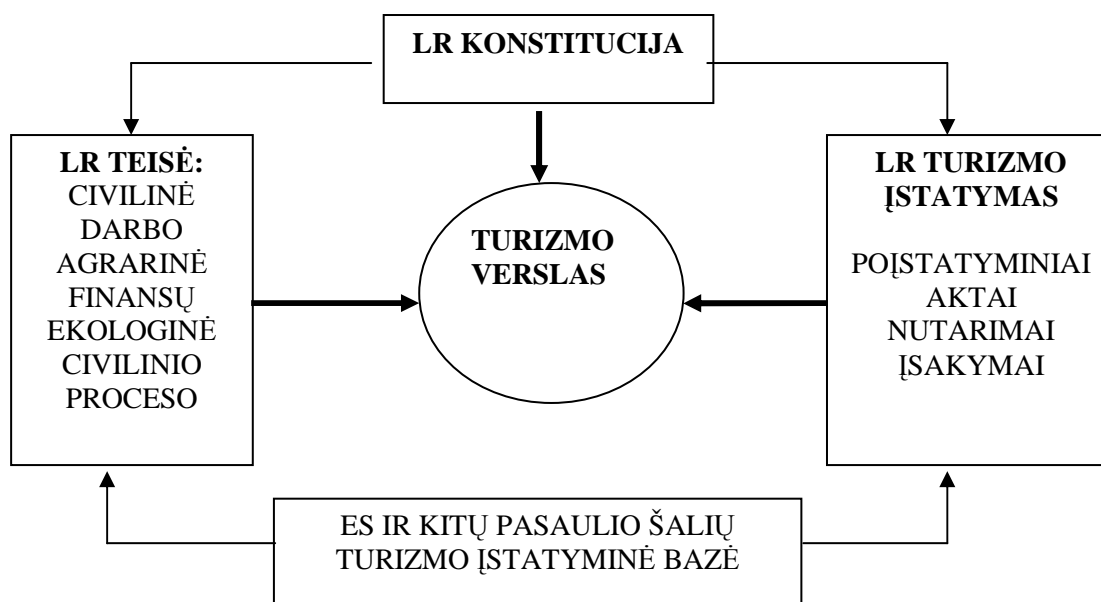 LR KONSTITUCIJA
LR TEISĖ:
CIVILINĖ
DARBO
AGRARINĖ
FINANSŲ
EKOLOGINĖ
CIVILINIO
PROCESO
TURIZMO
VERSLAS
LR TURIZMO
ĮSTATYMAS
POĮSTATYMINIAI
AKTAI
NUTARIMAI
ĮSAKYMAI
ES IR KITŲ PASAULIO ŠALIŲ
TURIZMO ĮSTATYMINĖ BAZĖ